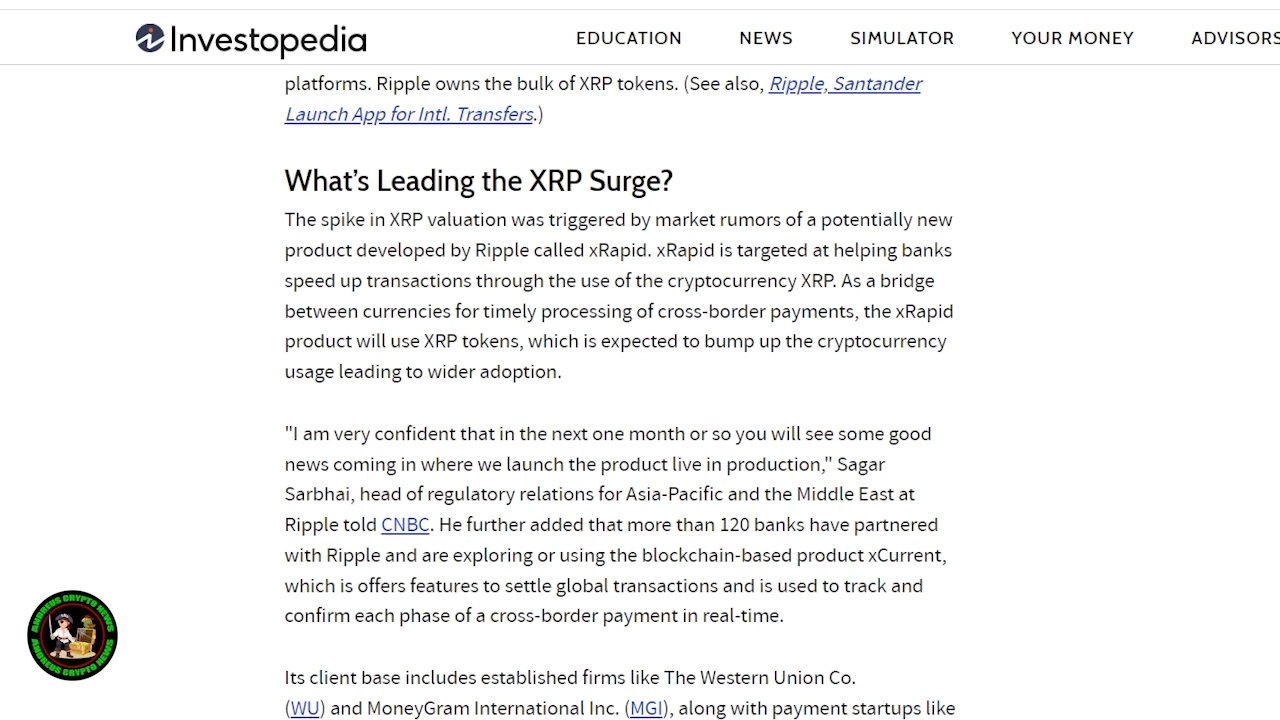 Investopedia EDUCATION NEWS SIMULATOR YOUR MONEY ADVISORS
platforms. Ripple owns the bulk of XRP tokens. (See also, Ripple, Santander
Launch App for Intl. Transfers.)
What's Leading the XRP Surge?
The spike in XRP valuation was triggered by market rumors of a potentially new
product developed by Ripple called xRapid. xRapid is targeted at helping banks
speed up transactions through the use of the cryptocurrency XRP. As a bridge
between currencies for timely processing of cross-border payments, the xRapid
product will use XRP tokens, which is expected to bump up the cryptocurrency
usage leading to wider adoption.
"I am very confident that in the next one month or so you will see some good
news coming in where we launch the product live in production," Sagar
Sarbhai, head of regulatory relations for Asia-Pacific and the Middle East at
Ripple told CNBC. He further added that more than 120 banks have partnered
with Ripple and are exploring or using the blockchain-based product xCurrent,
which is offers features to settle global transactions and is used to track and
confirm each phase of a cross-border payment in real-time.
Its client base includes established firms like The Western Union Co.
(WU) and MoneyGram International Inc. (MGI), along with payment startups like
ANDREUS CRYPTO NEWS
ANDREUS CRYPTO NEWS